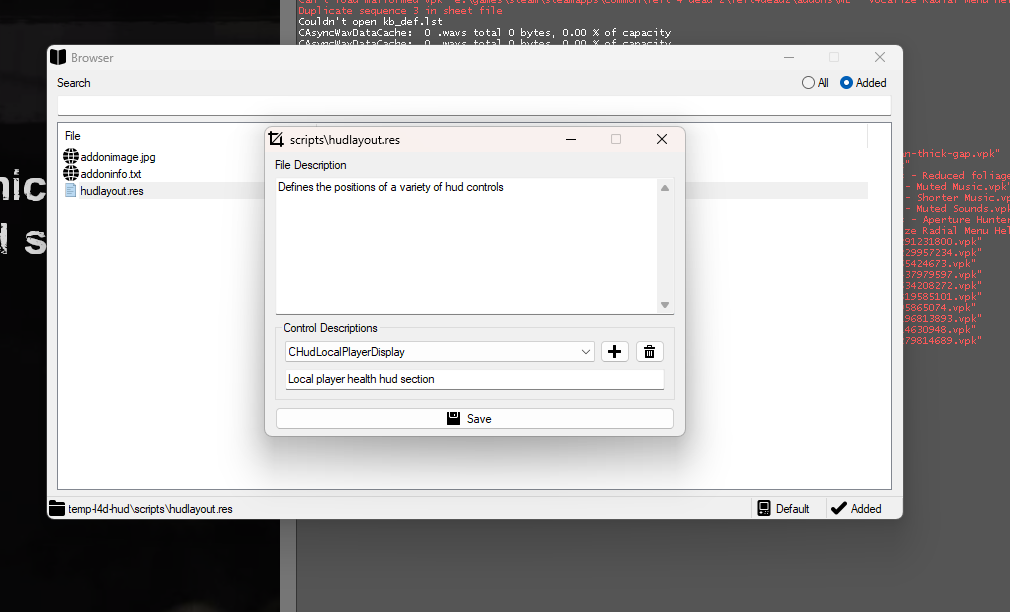 Duplicate sequence 3 in sheet file
Couldn't open kb_def.lst
CAsyncWavDataCache:  0 .wavs total 0 bytes, 0.00 % of capacity
CAsyncWavDataCache:  0 .wavs total 0 bytes, 0.00 % of capacity
Browser
Search
All
Added
File
addonimage.jpg
addoninfo.txt
hudlayout.res
scripts\hudlayout.res
File Description
Defines the positions of a variety of hud controls
Control Descriptions
CHudLocalPlayerDisplay
Local player health hud section
Save
temp-l4d-hud\scripts\hudlayout.res
Default
Added
n-thick-gap.vpk"
"
- Reduced foliage
- Muted Music.vpk
- Shorter Music.vp
- Muted Sounds.vpk
- Aperture Hunter
ze Radial Menu Hel
91231800.vpk"
29957234.vpk"
5424673.vpk"
37979597.vpk"
34208272.vpk"
19585101.vpk"
5865074.vpk"
96813893.vpk"
4630948.vpk"
79814689.vpk"